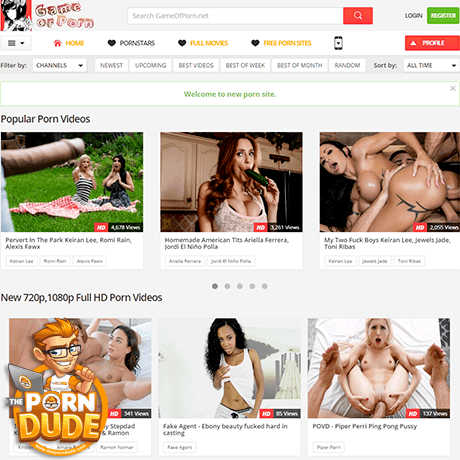 Game
or Porn
Search GameOfPorn.net
LOGIN
REGISTER
HOME
PORNSTARS
FULL MOVIES
FREE PORN SITES
PROFILE
Filter by:
CHANNELS
NEWEST
UPCOMING
BEST VIDEOS
BEST OF WEEK
BEST OF MONTH
RANDOM
Sort by:
ALL TIME
Welcome to new porn site.
Popular Porn Videos
HD 4,678 Views
HD 3,261 Views
HD 2,055 Views
Pervert In The Park Keiran Lee, Romi Rain,
Alexis Fawx
Keiran Lee
Romi Rain
Alexis Fawx
Homemade American Tits Ariella Ferrera,
Jordi El Niño Polla
Ariella Ferrera
Jordi El Niño Polla
My Two Fuck Boys Keiran Lee, Jewels Jade,
Toni Ribas
Keiran Lee
Jewels Jade
Toni Ribas
New 720p,1080p Full HD Porn Videos
HD 341 Views
HD 85
HD 137 Views
Stepdad
& Ramon
Ramon Nomar
Fake Agent - Ebony beauty fucked hard in
casting
Fake Agent
POVD - Piper Perri Ping Pong Pussy
Piper Perri
THE
PORN
DUDE